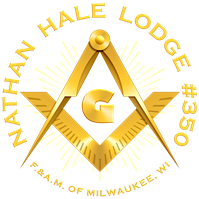 NATHAN HALE LODGE #350
G
F.&A.M. OF MILWAUKEE, WI